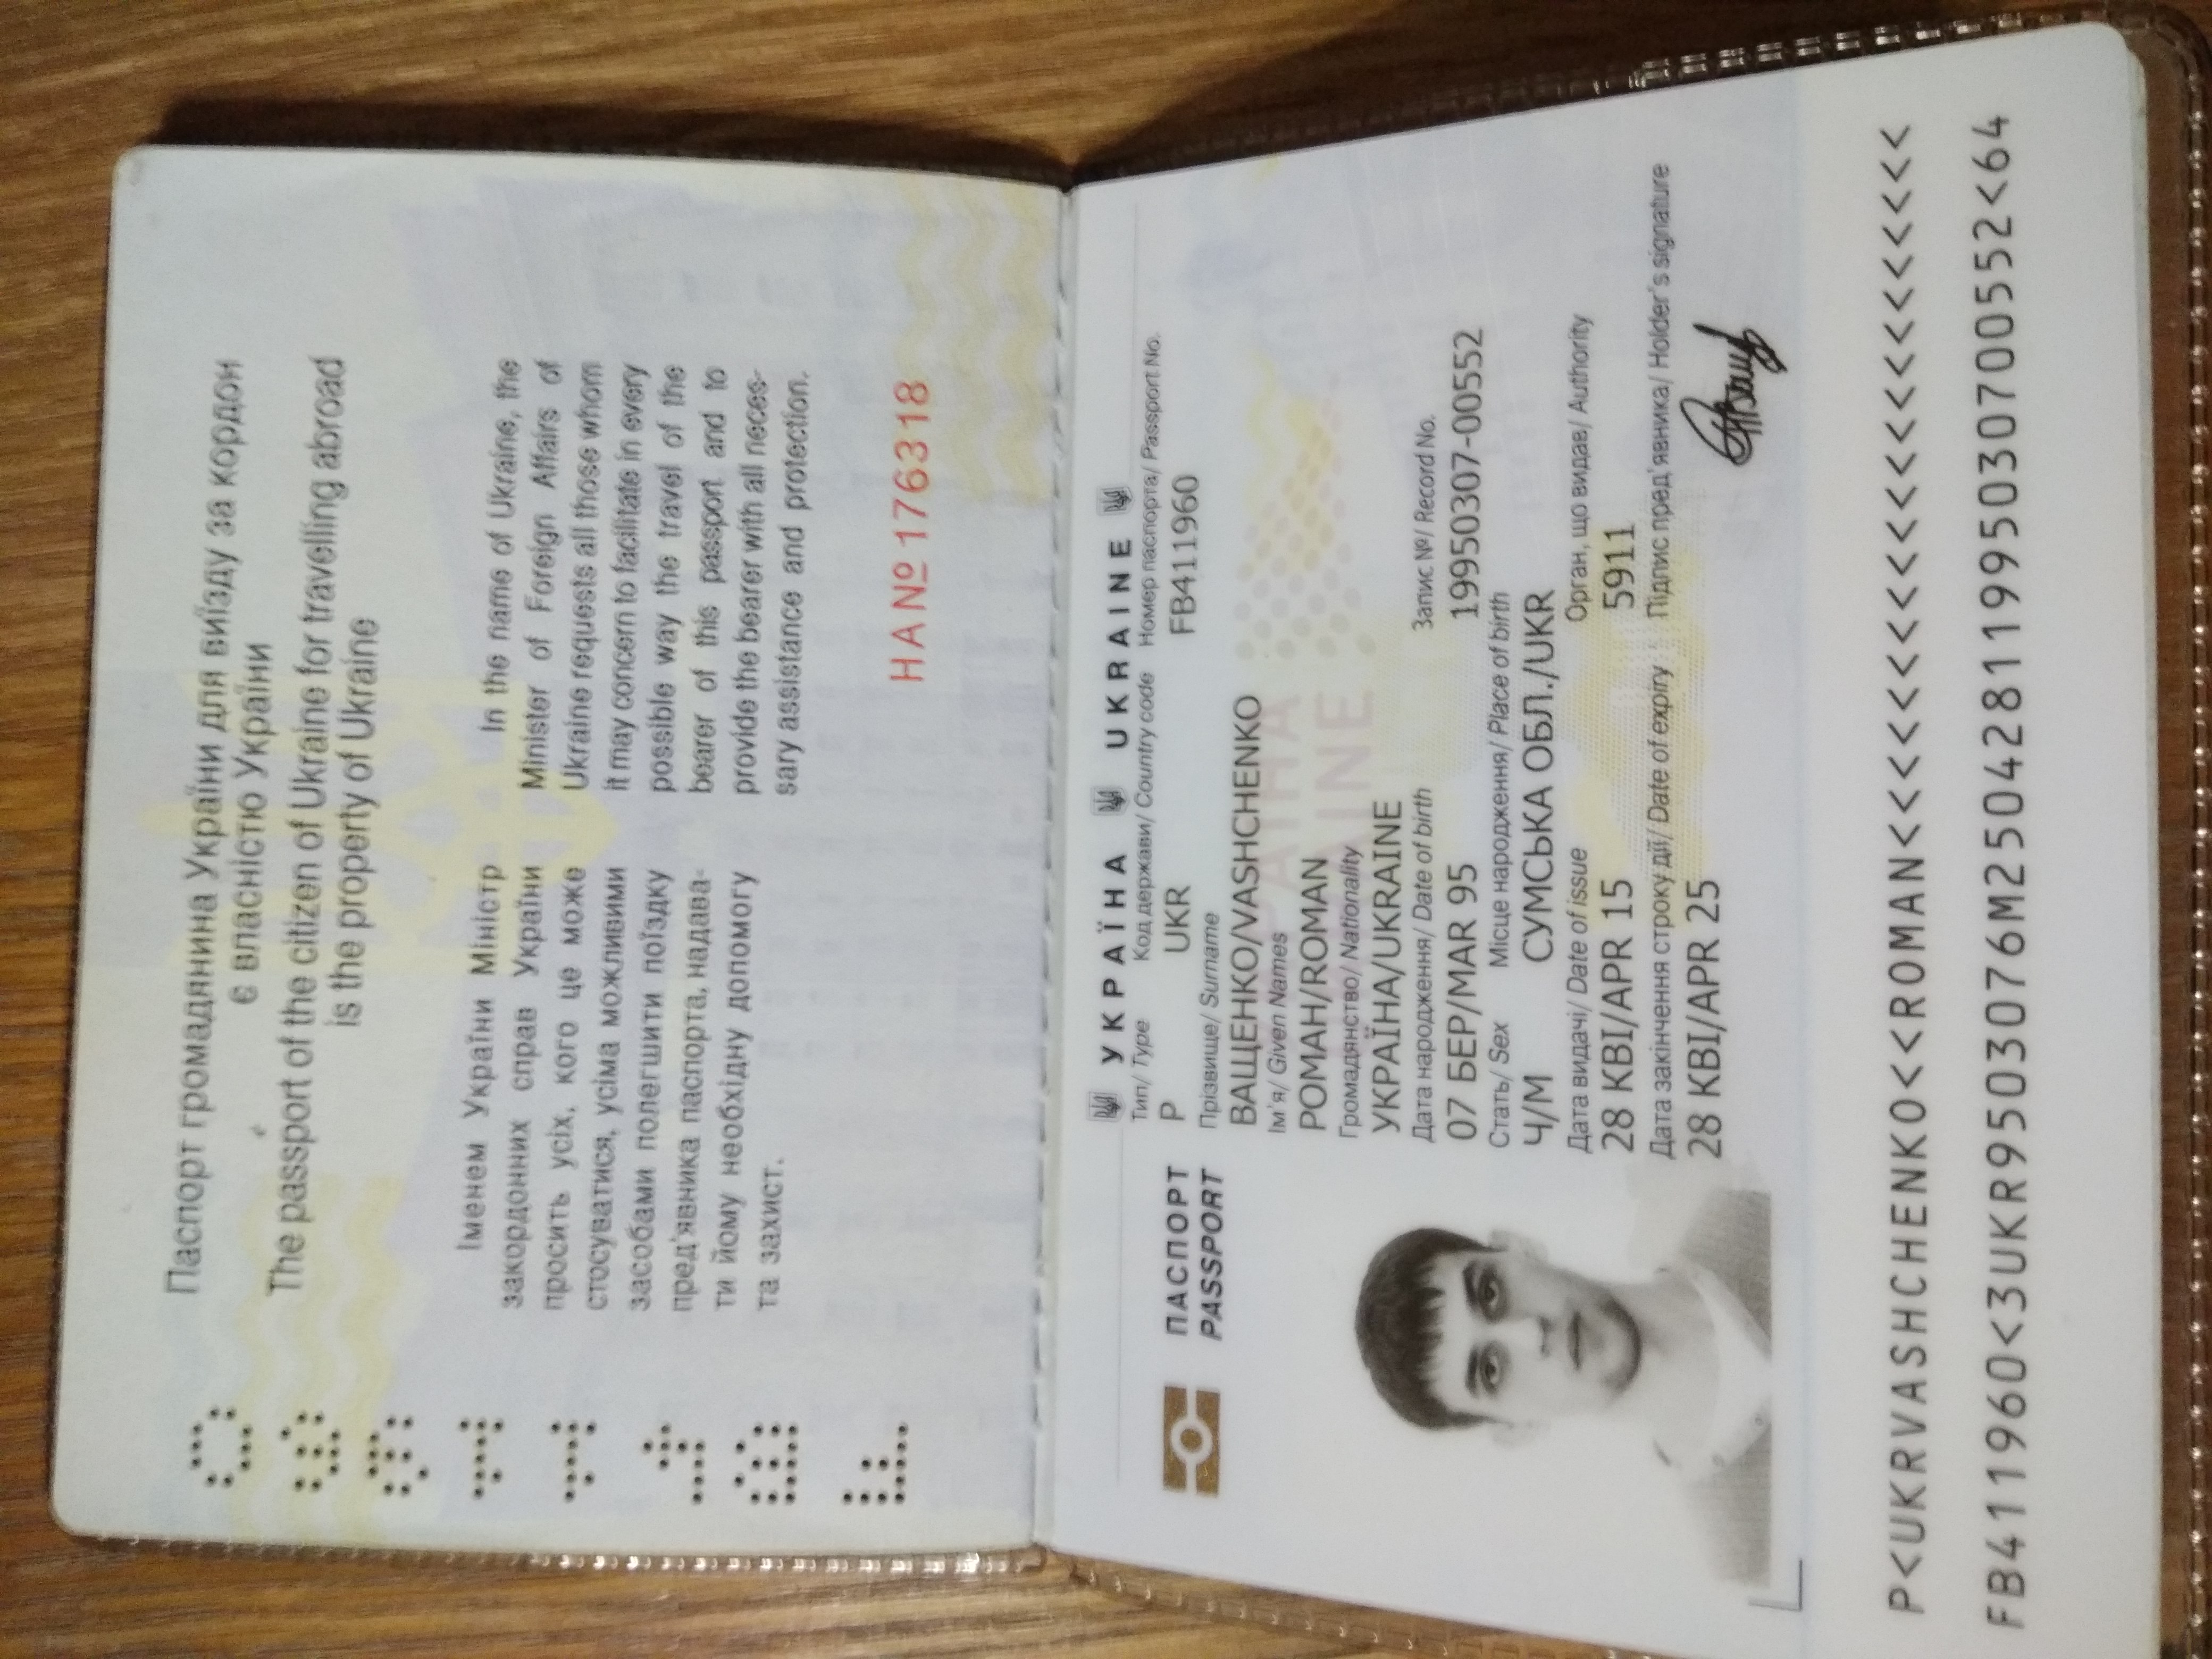 Паспорт громадянина України для виїзду за кордон
є власністю України
The passport of the citizen of Ukraine for travelling abroad
is the property of Ukraine
Іменем України Міністр
закордонних справ України
просить усіх, кого це може
стосуватися, усіма можливими
засобами полегшити поїздку
пред'явника паспорта, надава-
ти йому необхідну допомогу
та захист.
In the name of Ukraine, the
Minister of Foreign Affairs of
Ukraine requests all those whom
it may concern to facilitate in every
possible way the travel of the
bearer of this passport and to
provide the bearer with all neces-
sary assistance and protection.
НА№176318
ПАСПОРТ
PASSPORT
УКРАЇНА UKRAINE
Тип/ Type Код держави/ Country code Номер паспорта/ Passport No.
P UKR FB411960
Прізвище/ Surname
ВАЩЕНКО/VASHCHENKO
Ім'я/ Given Names
РОМАН/ROMAN
Громадянство/ Nationality
УКРАЇНА/UKRAINE
Дата народження/ Date of birth Запис №/ Record No.
07 БЕР/MAR 95 19950307-00552
Стать/ Sex Місце народження/ Place of birth
Ч/M СУМСЬКА ОБЛ./UKR
Дата видачі/ Date of issue Орган, що видав/ Authority
28 КВІ/APR 15 5911
Дата закінчення строку дії/ Date of expiry Підпис пред'явника/ Holder's signature
28 КВІ/APR 25
P<UKRVASHCHENKO<<ROMAN<<<<<<<<<<<<<<<<<<<<<<
FB411960<3UKR9503076M25042811995030700552<64